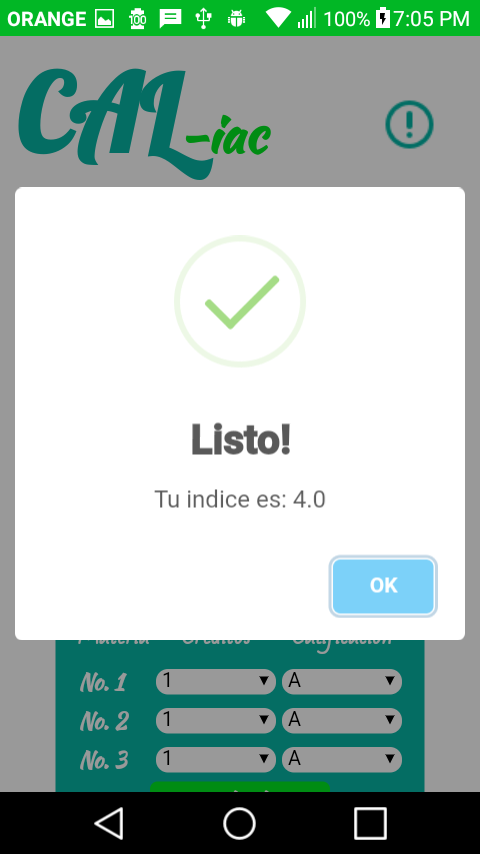 ORANGE 100% 7:05 PM
CAL-iac
Listo!
Tu indice es: 4.0
OK
Materia Creditos Calificacion
No. 1 1 A
No. 2 1 A
No. 3 1 A